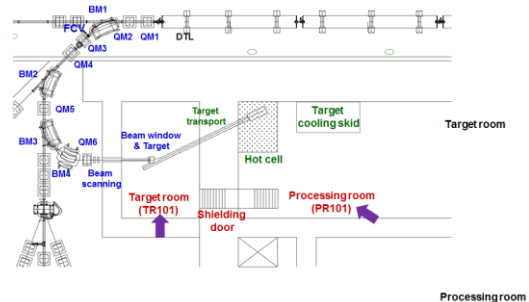 BM1
FCV
QM3
QM2
QM1
DTL
QM4
BM2
QM5
BM3
QM6
BM4
Beam
scanning
Beam window
& Target
Target
transport
Hot cell
Target
cooling skid
Target room
Target room
(TR101)
Shielding
door
Processing room
(PR101)
Processing room